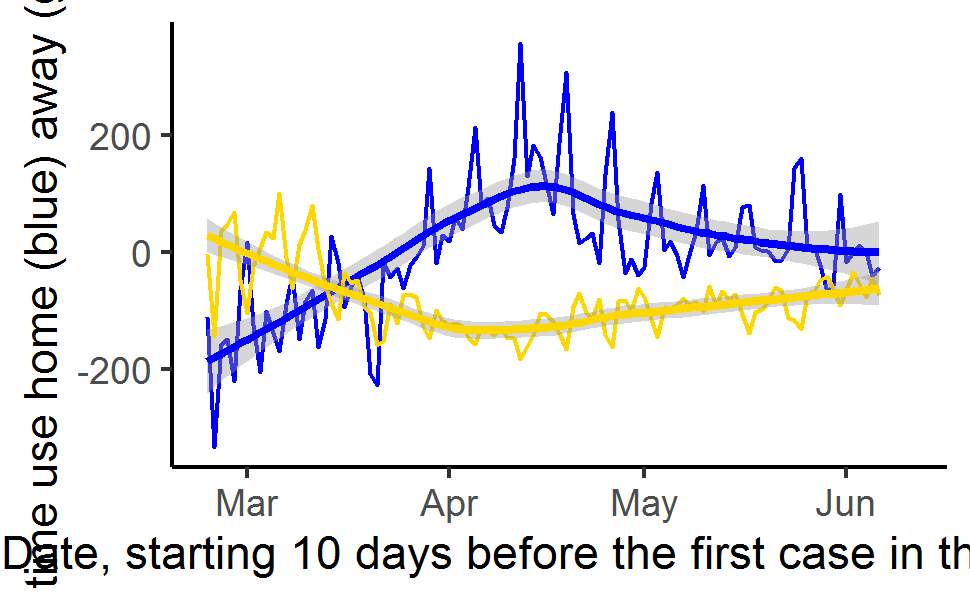 time use home (blue) away (
200
0
-200
Mar Apr May Jun
Date, starting 10 days before the first case in th